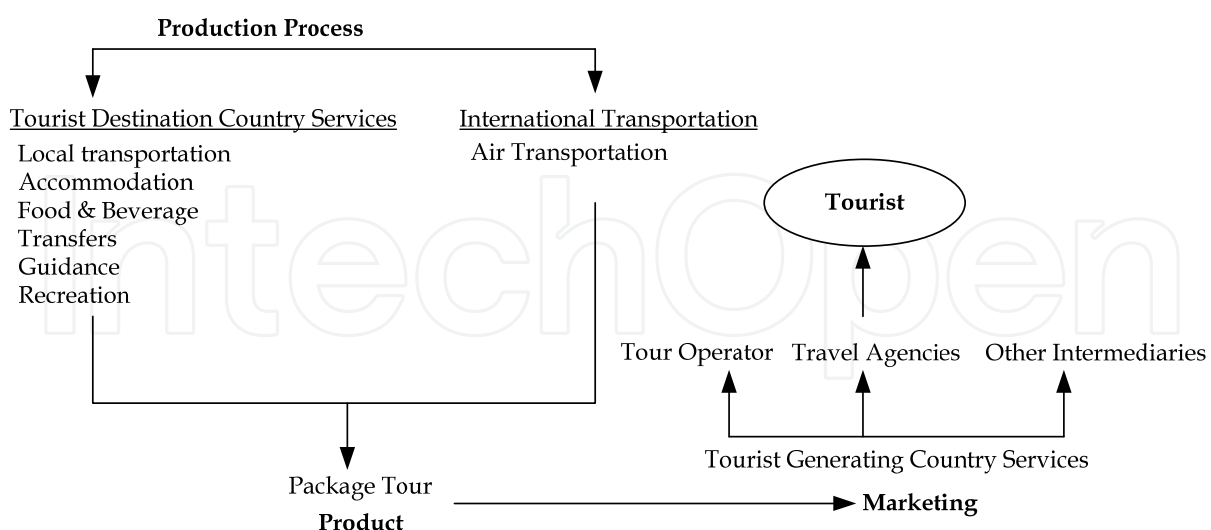 Production Process
Tourist Destination Country Services
Local transportation
Accommodation
Food & Beverage
Transfers
Guidance
Recreation
International Transportation
Air Transportation
Tourist
Tour Operator
Travel Agencies
Other Intermediaries
Tourist Generating Country Services
Package Tour
Product
Marketing
IntechOpen